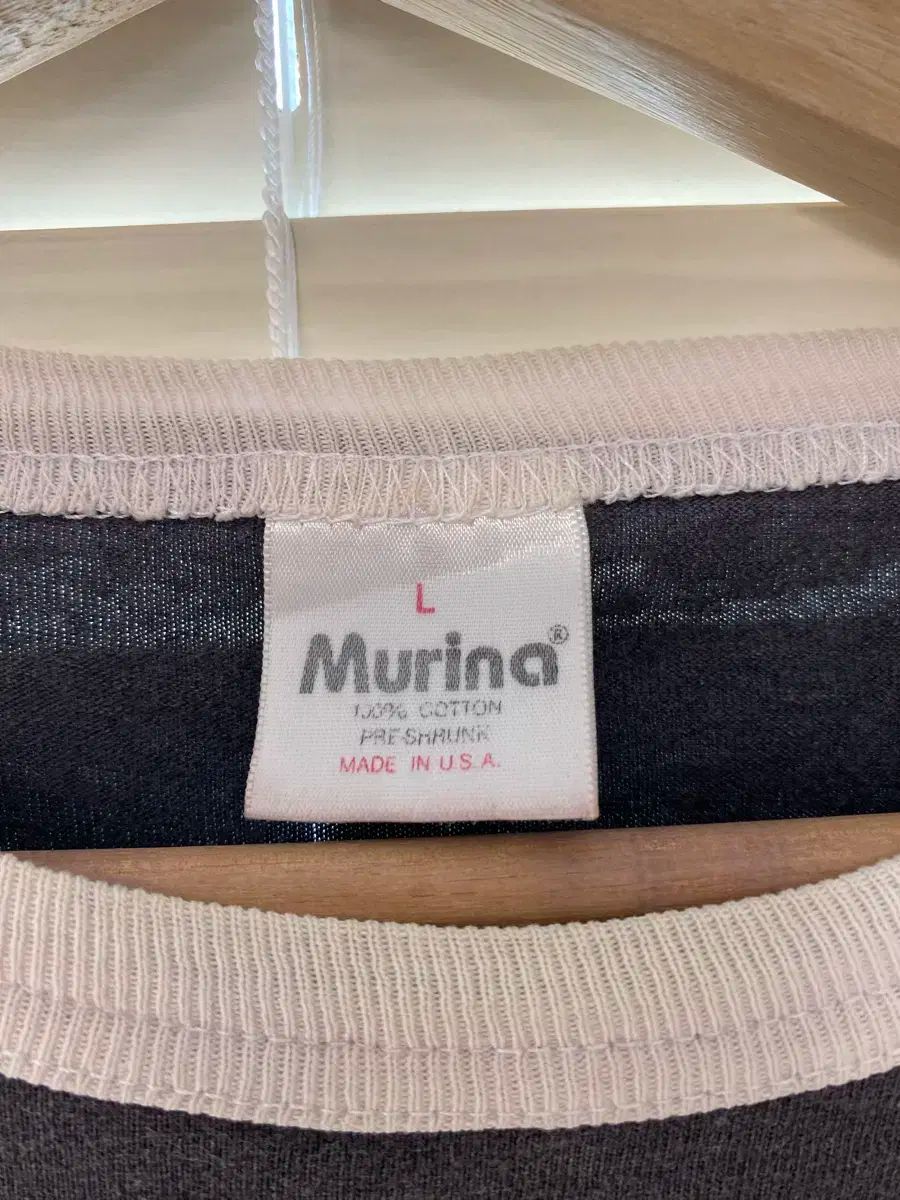 L
Murina®
100% COTTON
PRE-SHRUNK
MADE IN U.S.A.